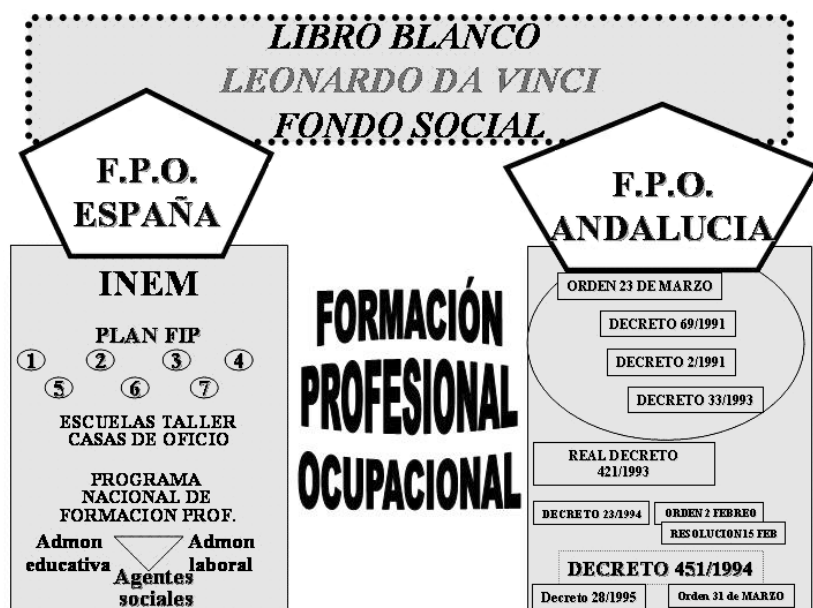 LIBRO BLANCO
LEONARDO DA VINCI
FONDO SOCIAL
F.P.O.
ESPAÑA
INEM
PLAN FIP
1 2 3 4
5 6 7
ESCUELAS TALLER
CASAS DE OFICIO
PROGRAMA
NACIONAL DE
FORMACION PROF.
Admon Admon
educativa laboral
Agentes
sociales
FORMACIÓN
PROFESIONAL
OCUPACIONAL
F.P.O.
ANDALUCIA
ORDEN 23 DE MARZO
DECRETO 69/1991
DECRETO 2/1991
DECRETO 33/1993
REAL DECRETO
421/1993
DECRETO 23/1994
ORDEN 2 FEBREO
RESOLUCION 15 FEB
DECRETO 451/1994
Decreto 28/1995
Orden 31 de MARZO